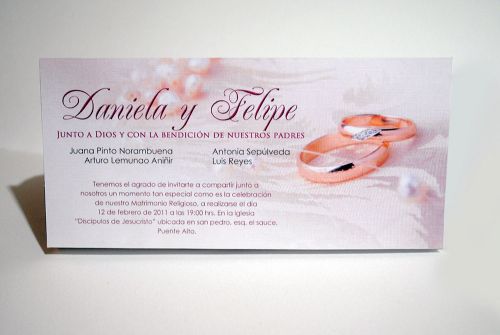 Daniela y Felipe
JUNTO A DIOS Y CON LA BENDICIÓN DE NUESTROS PADRES
Juana Pinto Norambuena Antonia Sepúlveda
Arturo Lemunao Aniñir Luis Reyes
Tenemos el agrado de invitarte a compartir junto a
nosotros un momento tan especial como es la celebración
de nuestro Matrimonio Religioso, a realizarse el día
12 de febrero de 2011 a las 19:00 hrs. En la Iglesia
"Discípulos de Jesucristo" ubicada en san pedro, esq. el sauce,
Puente Alto.